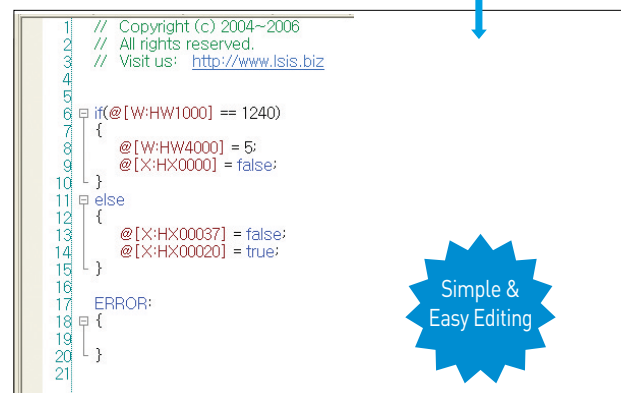 1 // Copyright (c) 2004~2006
2 // All rights reserved.
3 // Visit us: http://www.lsis.biz
4
5
6 if(@[W:HW1000] == 1240)
7 {
8 @[W:HW4000] = 5;
9 @[X:HX0000] = false;
10 }
11 else
12 {
13 @[X:HX00037] = false;
14 @[X:HX00020] = true;
15 }
16
17 ERROR:
18 {
19
20 }
21
Simple &
Easy Editing